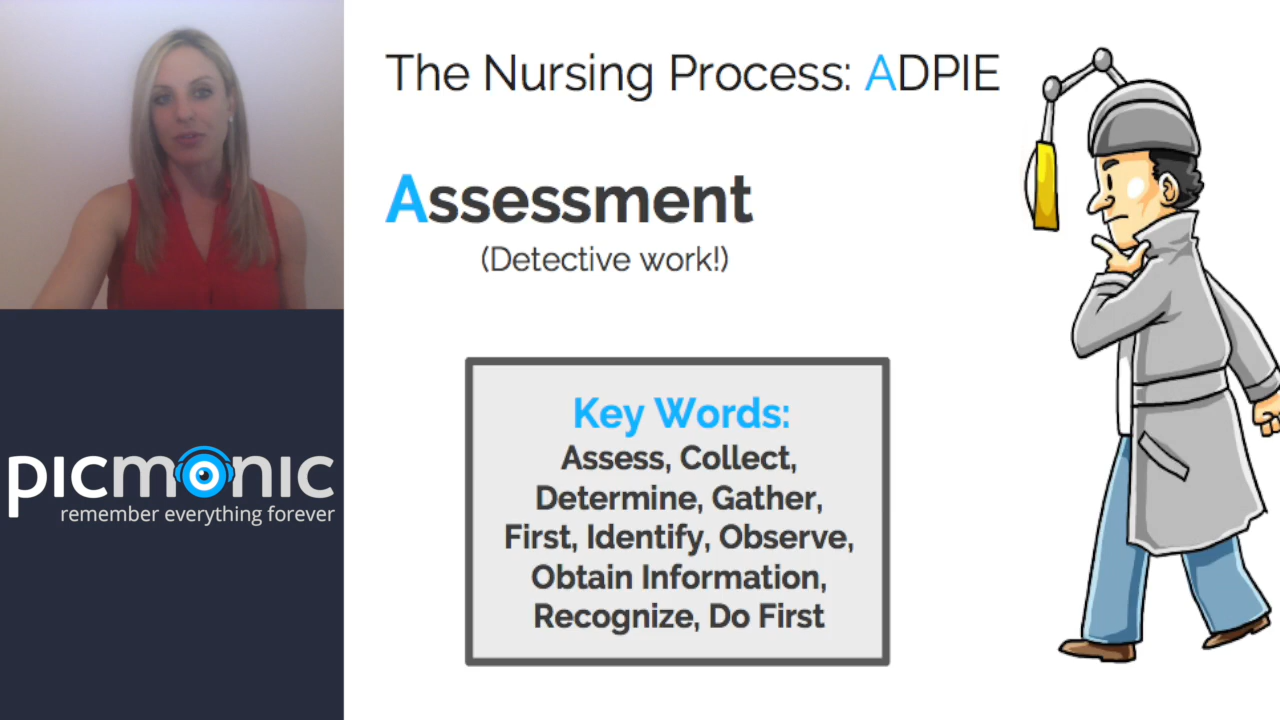 The Nursing Process: ADPIE
Assessment
(Detective work!)
Key Words:
Assess, Collect,
Determine, Gather,
First, Identify, Observe,
Obtain Information,
Recognize, Do First
picmonic
remember everything forever